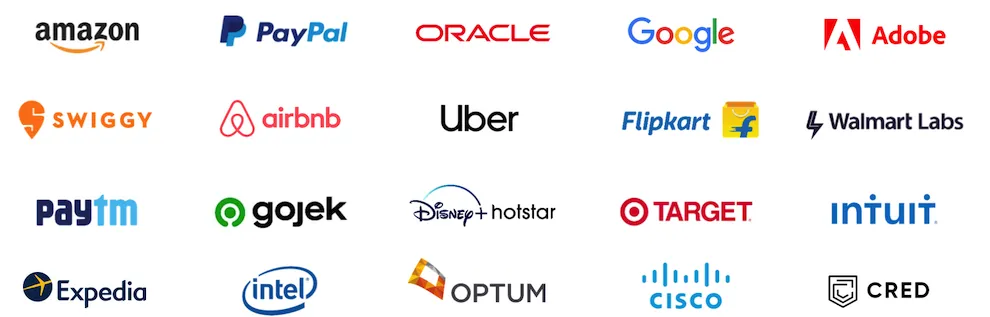 amazon PayPal ORACLE Google Adobe
SWIGGY airbnb Uber Flipkart Walmart Labs
paytm gojek Disney+ hotstar TARGET intuit
Expedia intel OPTUM CISCO CRED